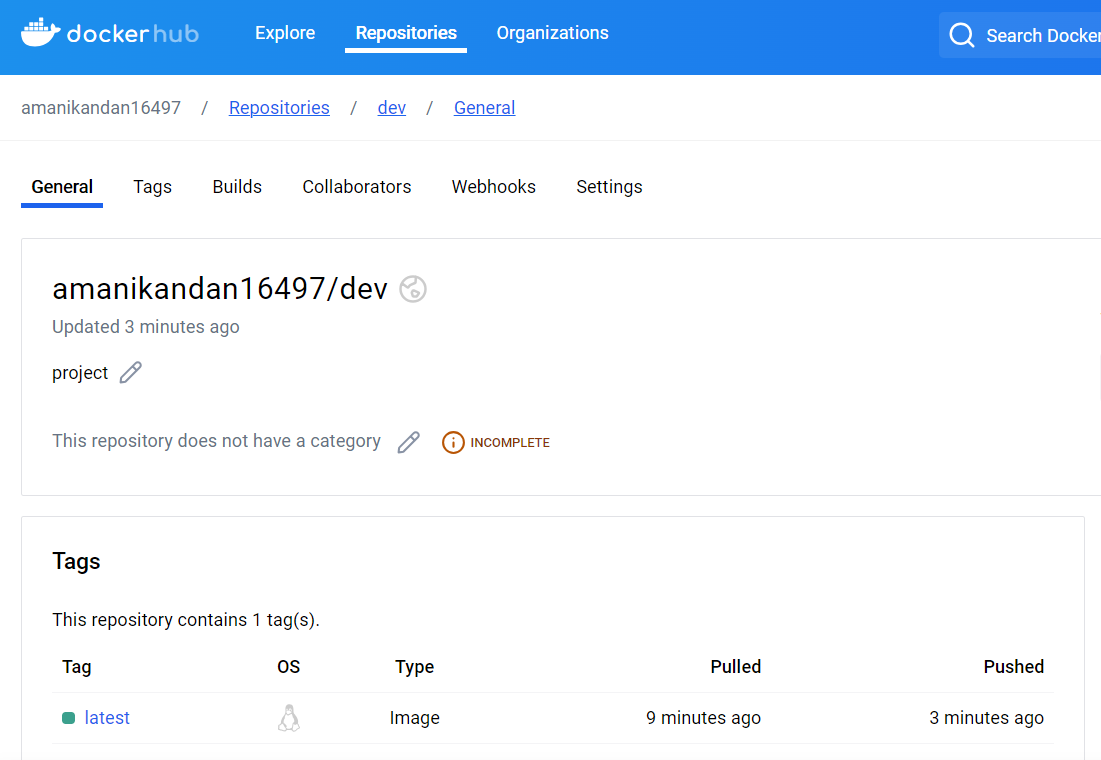 dockerhub Explore Repositories Organizations Search Docker
amanikandan16497 / Repositories / dev / General
General Tags Builds Collaborators Webhooks Settings
amanikandan16497/dev
Updated 3 minutes ago
project
This repository does not have a category INCOMPLETE
Tags
This repository contains 1 tag(s).
Tag OS Type Pulled Pushed
latest Image 9 minutes ago 3 minutes ago